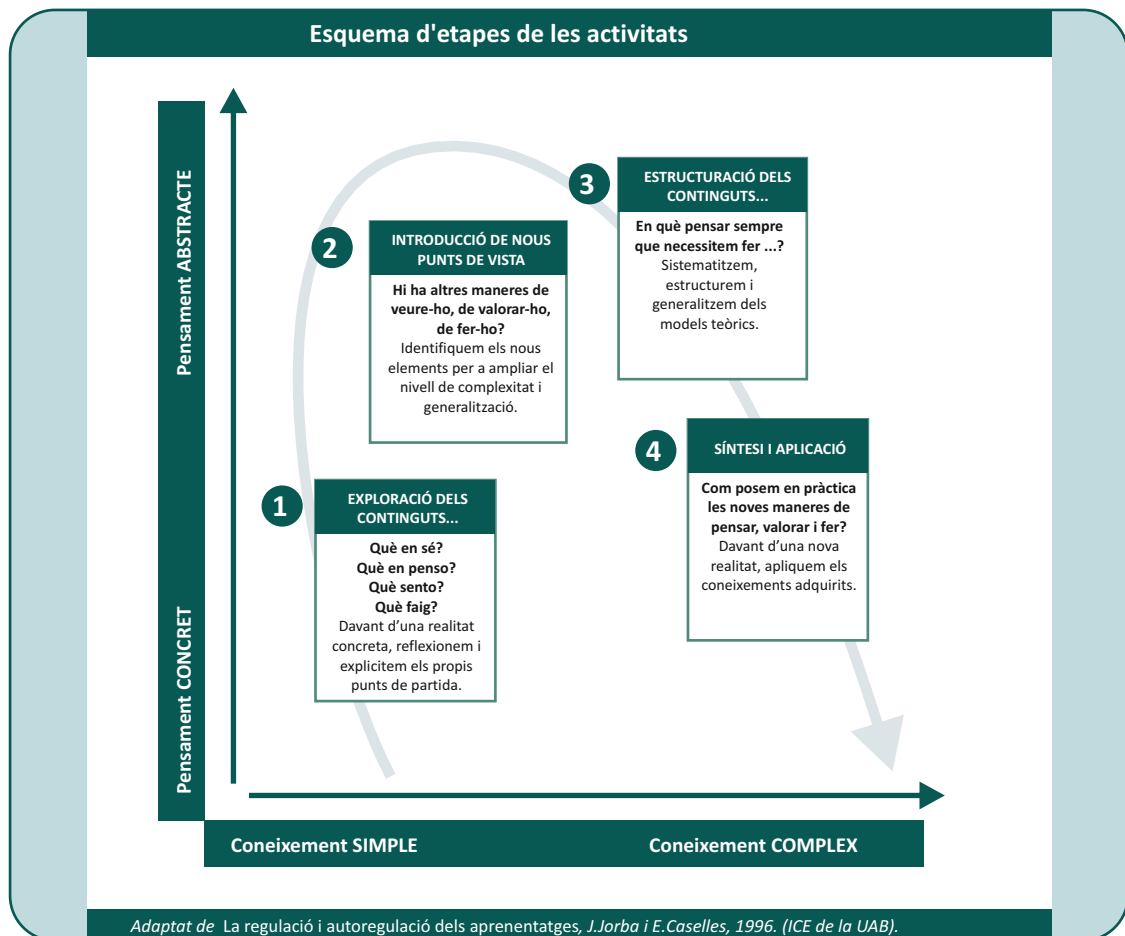 Esquema d'etapes de les activitats
Pensament ABSTRACTE
Pensament CONCRET
1
EXPLORACIÓ DELS
CONTINGUTS...
Què en sé?
Què en penso?
Què sento?
Què faig?
Davant d’una realitat
concreta, reflexionem i
explicitem els propis
punts de partida.
2
INTRODUCCIÓ DE NOUS
PUNTS DE VISTA
Hi ha altres maneres de
veure-ho, de valorar-ho,
de fer-ho?
Identifiquem els nous
elements per a ampliar el
nivell de complexitat i
generalització.
3
ESTRUCTURACIÓ DELS
CONTINGUTS...
En què pensar sempre
que necessitem fer ...?
Sistematitzem,
estructurem i
generalitzem dels
models teòrics.
4
SÍNTESI I APLICACIÓ
Com posem en pràctica
les noves maneres de
pensar, valorar i fer?
Davant d’una nova
realitat, apliquem els
coneixements adquirits.
Coneixement SIMPLE
Coneixement COMPLEX
Adaptat de La regulació i autoregulació dels aprenentatges, J.Jorba i E.Caselles, 1996. (ICE de la UAB).